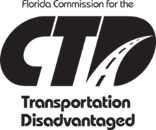 Florida Commission for the
CTD
Transportation
Disadvantaged